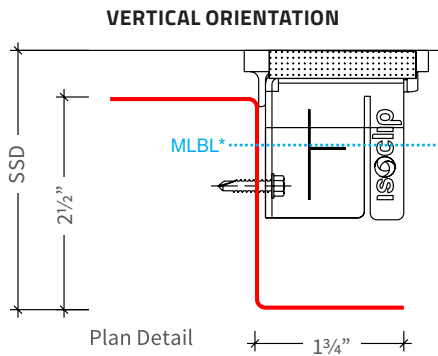 VERTICAL ORIENTATION
SSD
2½”
MLBL*
isoclip
Plan Detail
1¾”